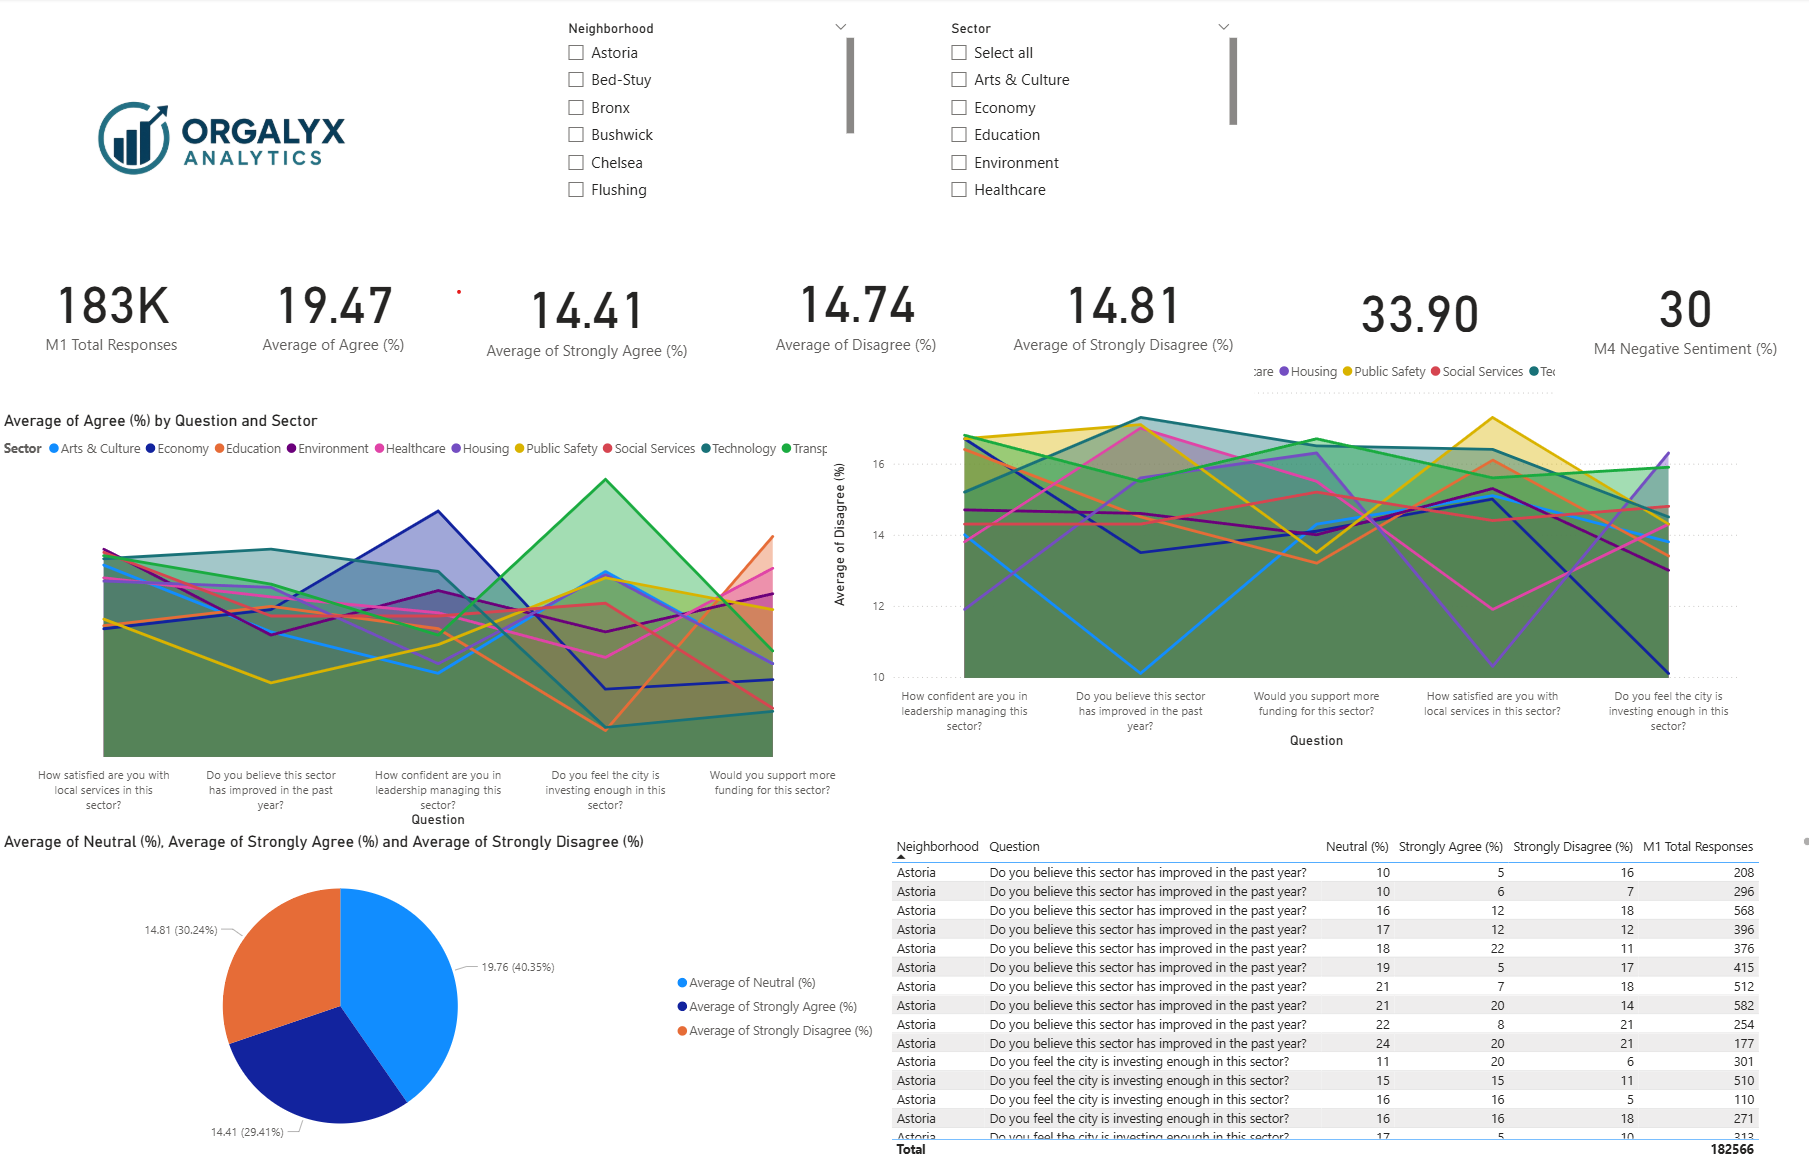 Neighborhood
Astoria
Bed-Stuy
Bronx
Bushwick
Chelsea
Flushing
Sector
Select all
Arts & Culture
Economy
Education
Environment
Healthcare
ORGALYX
ANALYTICS
183K
M1 Total Responses
19.47
Average of Agree (%)
14.41
Average of Strongly Agree (%)
14.74
Average of Disagree (%)
14.81
Average of Strongly Disagree (%)
33.90
30
M4 Negative Sentiment (%)
Housing Public Safety Social Services
Average of Agree (%) by Question and Sector
Sector Arts & Culture Economy Education Environment Healthcare Housing Public Safety Social Services Technology Transp
How satisfied are you with local services in this sector?
Do you believe this sector has improved in the past year?
How confident are you in leadership managing this sector?
Do you feel the city is investing enough in this sector?
Would you support more funding for this sector?
Question
Average of Disagree (%)
16
14
12
10
How confident are you in leadership managing this sector?
Do you believe this sector has improved in the past year?
Would you support more funding for this sector?
How satisfied are you with local services in this sector?
Do you feel the city is investing enough in this sector?
Question
Average of Neutral (%), Average of Strongly Agree (%) and Average of Strongly Disagree (%)
14.81 (30.24%)
19.76 (40.35%)
14.41 (29.41%)
Average of Neutral (%)
Average of Strongly Agree (%)
Average of Strongly Disagree (%)
Neighborhood Question Neutral (%) Strongly Agree (%) Strongly Disagree (%) M1 Total Responses
Astoria Do you believe this sector has improved in the past year? 10 5 16 208
Astoria Do you believe this sector has improved in the past year? 10 6 7 296
Astoria Do you believe this sector has improved in the past year? 16 12 18 568
Astoria Do you believe this sector has improved in the past year? 17 12 12 396
Astoria Do you believe this sector has improved in the past year? 18 22 11 376
Astoria Do you believe this sector has improved in the past year? 19 5 17 415
Astoria Do you believe this sector has improved in the past year? 21 7 18 512
Astoria Do you believe this sector has improved in the past year? 21 20 14 582
Astoria Do you believe this sector has improved in the past year? 22 8 21 254
Astoria Do you believe this sector has improved in the past year? 24 20 21 177
Astoria Do you feel the city is investing enough in this sector? 11 20 6 301
Astoria Do you feel the city is investing enough in this sector? 15 15 11 510
Astoria Do you feel the city is investing enough in this sector? 16 16 5 110
Astoria Do you feel the city is investing enough in this sector? 16 16 18 271
Astoria Do you feel the city is investing enough in this sector? 17 5 10 313
Total 182566